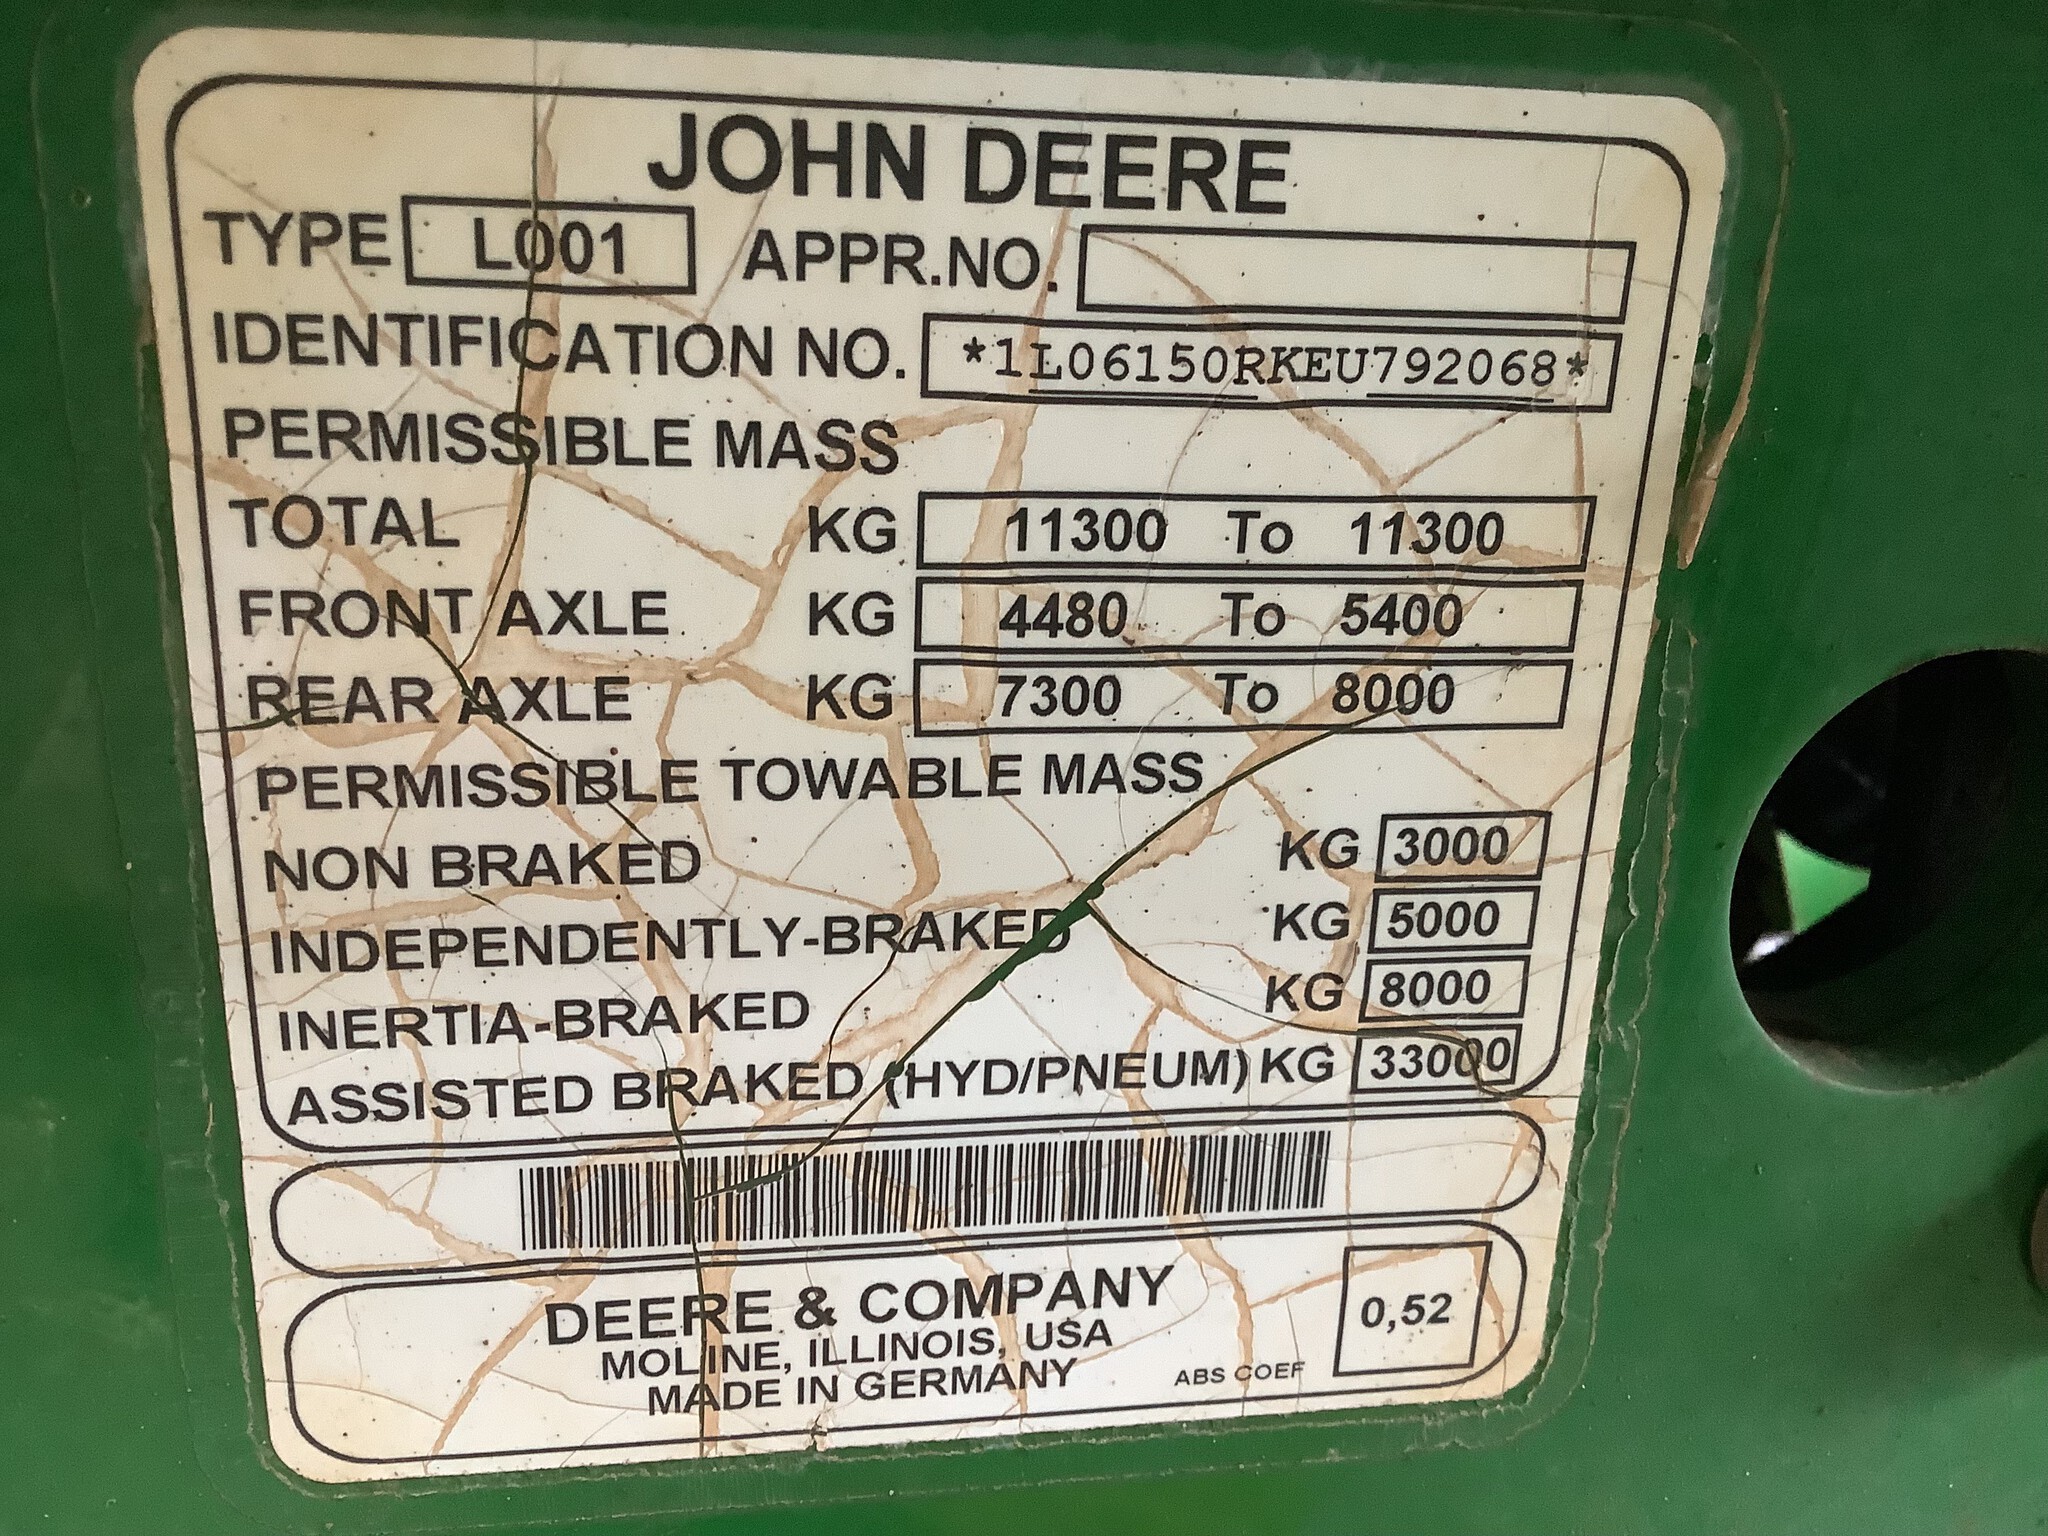 JOHN DEERE
TYPE L001 APPR.NO.
IDENTIFICATION NO. *1L06150RKEU792068*
PERMISSIBLE MASS
TOTAL KG 11300 To 11300
FRONT AXLE KG 4480 To 5400
REAR AXLE KG 7300 To 8000
PERMISSIBLE TOWABLE MASS
NON BRAKED KG 3000
INDEPENDENTLY-BRAKED KG 5000
INERTIA-BRAKED KG 8000
ASSISTED BRAKED (HYD/PNEUM) KG 33000
DEERE & COMPANY
MOLINE, ILLINOIS, USA
MADE IN GERMANY
ABS COEF 0,52